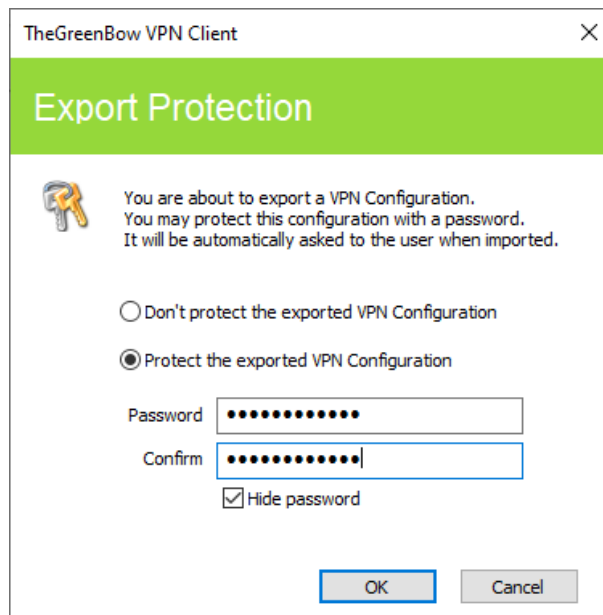 TheGreenBow VPN Client
Export Protection
You are about to export a VPN Configuration.
You may protect this configuration with a password.
It will be automatically asked to the user when imported.
Don't protect the exported VPN Configuration
Protect the exported VPN Configuration
Password ●●●●●●●●●●●●
Confirm ●●●●●●●●●●●●
Hide password
OK Cancel